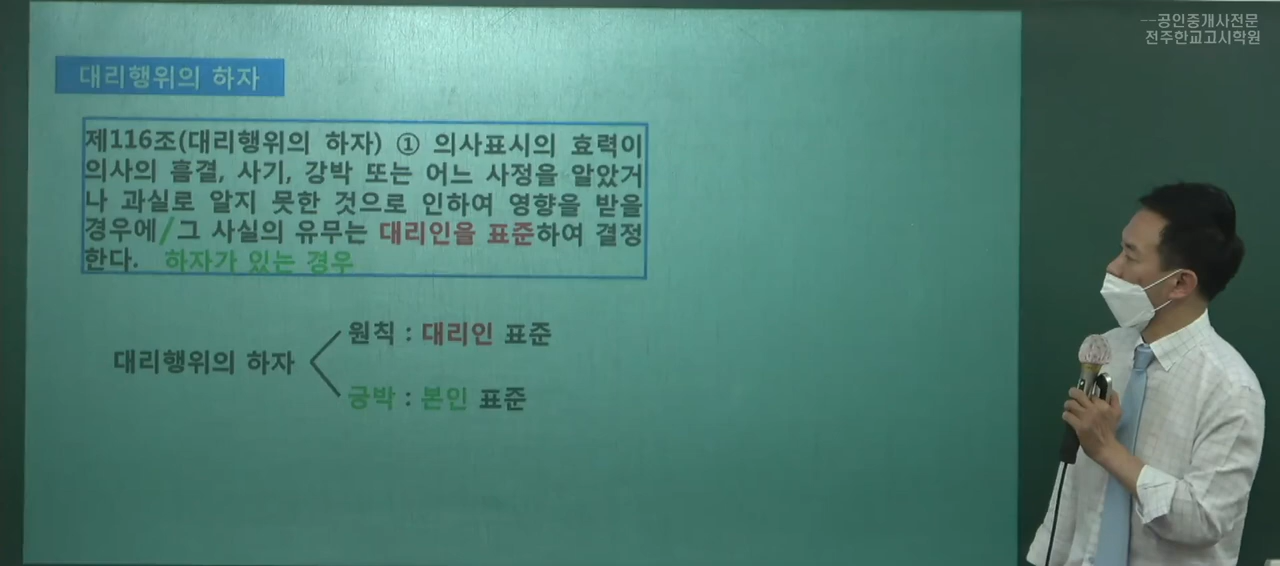 --공인중개사전문
전주한교고시학원
대리행위의 하자
제116조(대리행위의 하자) ① 의사표시의 효력이
의사의 흠결, 사기, 강박 또는 어느 사정을 알았거
나 과실로 알지 못한 것으로 인하여 영향을 받을
경우에/그 사실의 유무는 대리인을 표준하여 결정
한다. 하자가 있는 경우
원칙 : 대리인 표준
대리행위의 하자
궁박 : 본인 표준